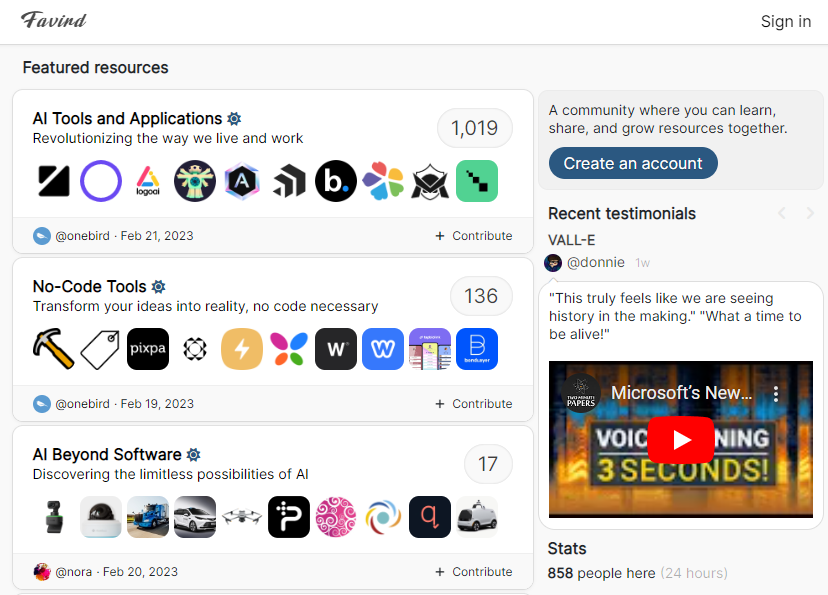 Favird
Sign in
Featured resources
AI Tools and Applications
Revolutionizing the way we live and work
1,019
logoai
A
b.
@onebird · Feb 21, 2023
+ Contribute
No-Code Tools
Transform your ideas into reality, no code necessary
136
pixpa
W
@onebird · Feb 19, 2023
+ Contribute
AI Beyond Software
Discovering the limitless possibilities of AI
17
q
@nora · Feb 20, 2023
+ Contribute
A community where you can learn,
share, and grow resources together.
Create an account
Recent testimonials
VALL-E
@donnie 1w
"This truly feels like we are seeing
history in the making." "What a time to
be alive!"
TWO MINUTE
PAPERS
Microsoft's New...
3 SECONDS!
Stats
858 people here (24 hours)